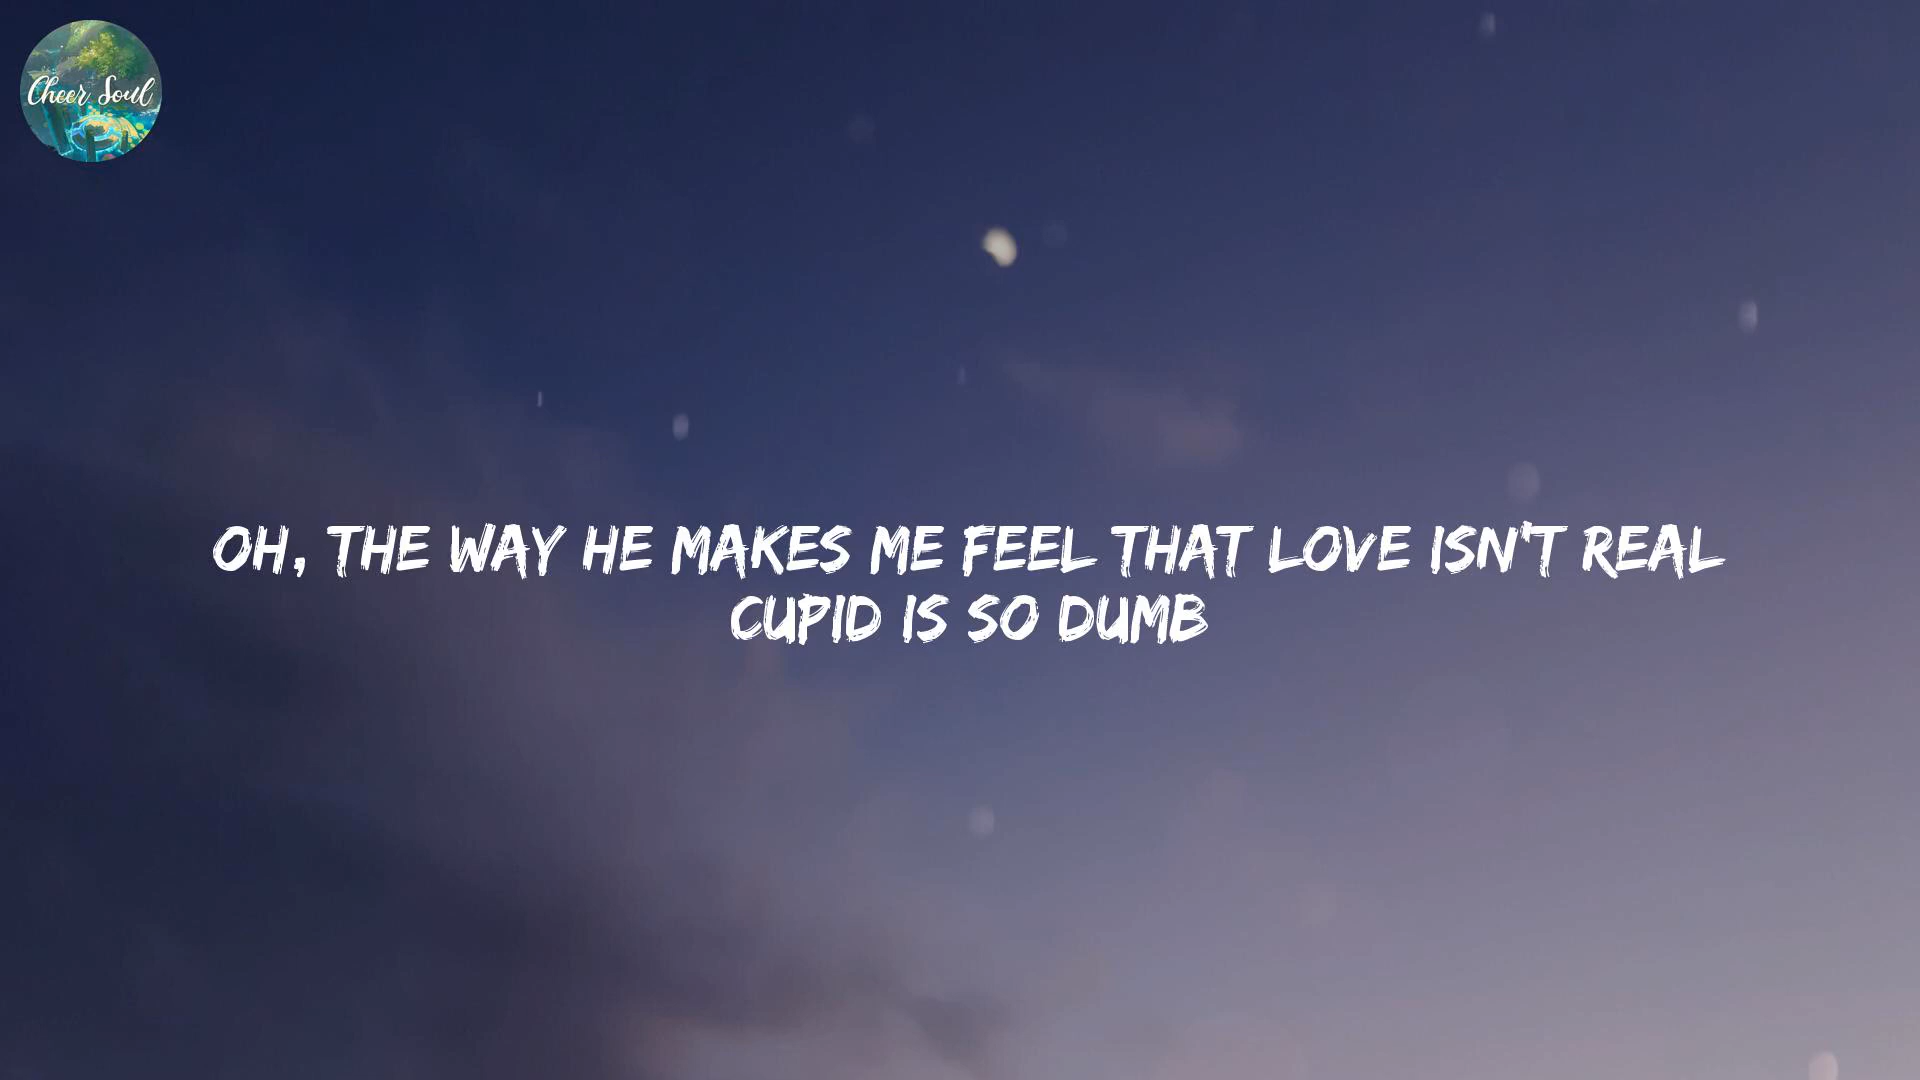 Cheer Soul
OH, THE WAY HE MAKES ME FEEL THAT LOVE ISN'T REAL
CUPID IS SO DUMB